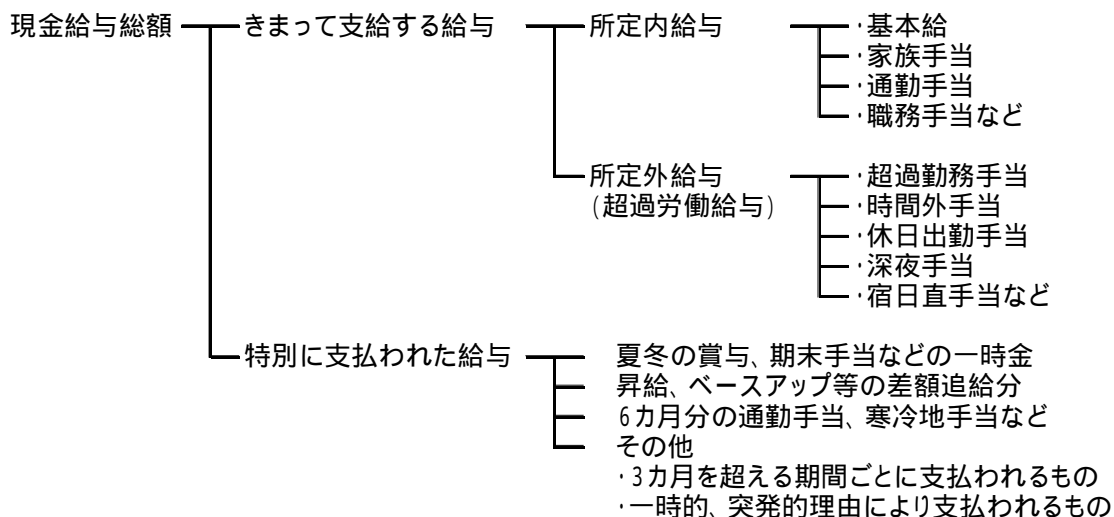 現金給与総額 きまって支給する給与 所定内給与 ・基本給
・家族手当
・通勤手当
・職務手当など
所定外給与 ・超過勤務手当
(超過労働給与) ・時間外手当
・休日出勤手当
・深夜手当
・宿日直手当など
特別に支払われた給与 夏冬の賞与、期末手当などの一時金
昇給、ベースアップ等の差額追給分
6カ月分の通勤手当、寒冷地手当など
その他
・3カ月を超える期間ごとに支払われるもの
・一時的、突発的理由により支払われるもの